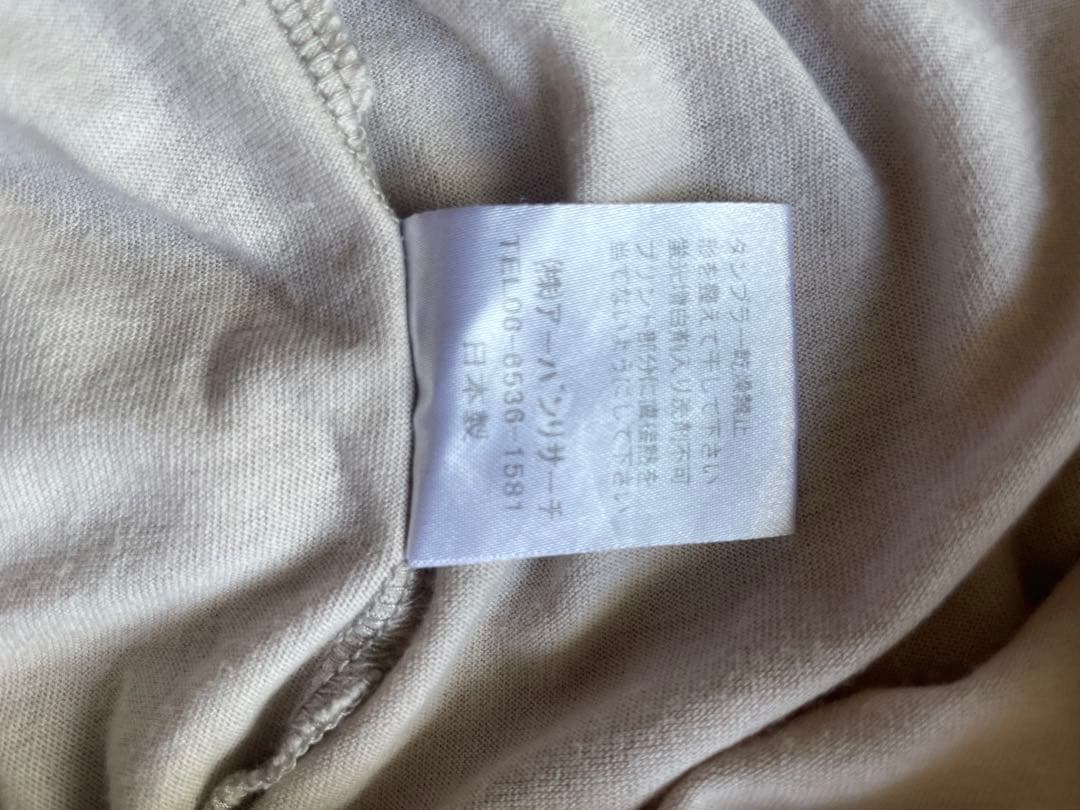 タンブラー乾燥禁止
形を整えて干して下さい
蛍光増白剤入り洗剤不可
プリント部分に直接熱を
当てないようにして下さい
㈱アーバンリサーチ
TEL 06-6536-1581
日本製